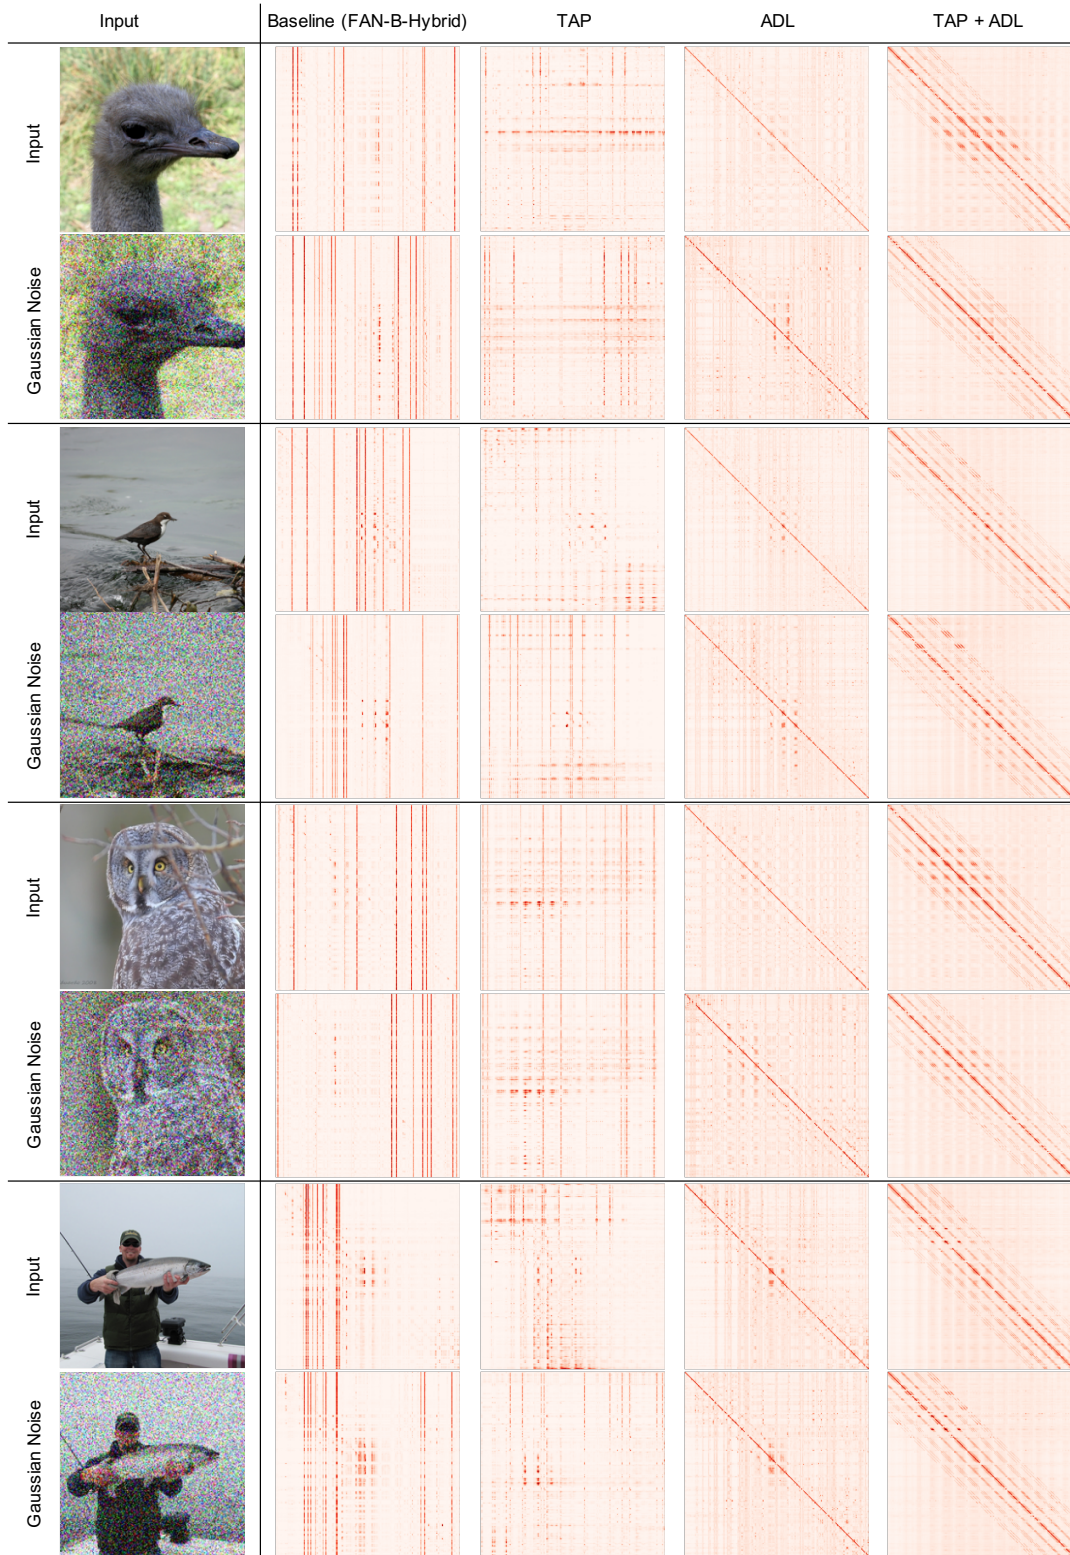 Input Baseline (FAN-B-Hybrid) TAP ADL TAP + ADL
Input
Gaussian Noise
Input
Gaussian Noise
Input
Gaussian Noise
Input
Gaussian Noise